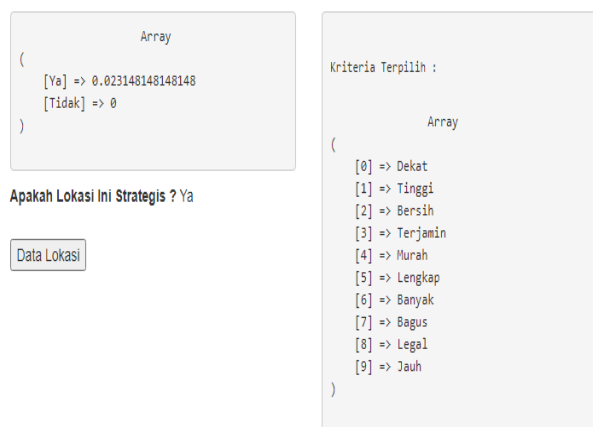 Array
(
[Ya] => 0.023148148148148
[Tidak] => 0
)
Apakah Lokasi Ini Strategis ? Ya
Data Lokasi
Kriteria Terpilih :
Array
(
[0] => Dekat
[1] => Tinggi
[2] => Bersih
[3] => Terjamin
[4] => Murah
[5] => Lengkap
[6] => Banyak
[7] => Bagus
[8] => Legal
[9] => Jauh
)